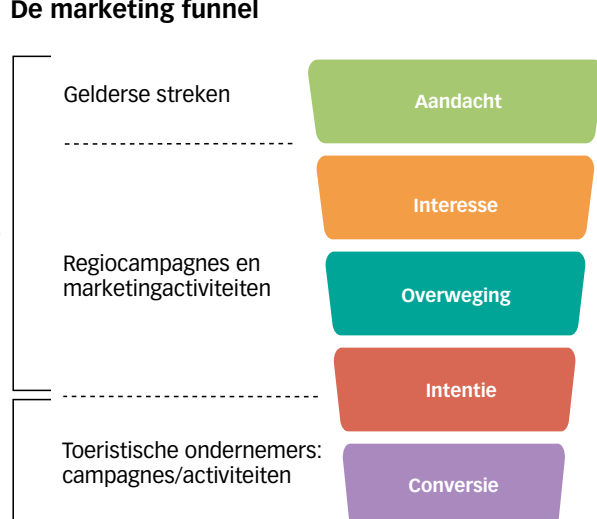 De marketing funnel
Gelderse streken
Aandacht
Interesse
Regiocampagnes en
marketingactiviteiten
Overweging
Intentie
Toeristische ondernemers:
campagnes/activiteiten
Conversie